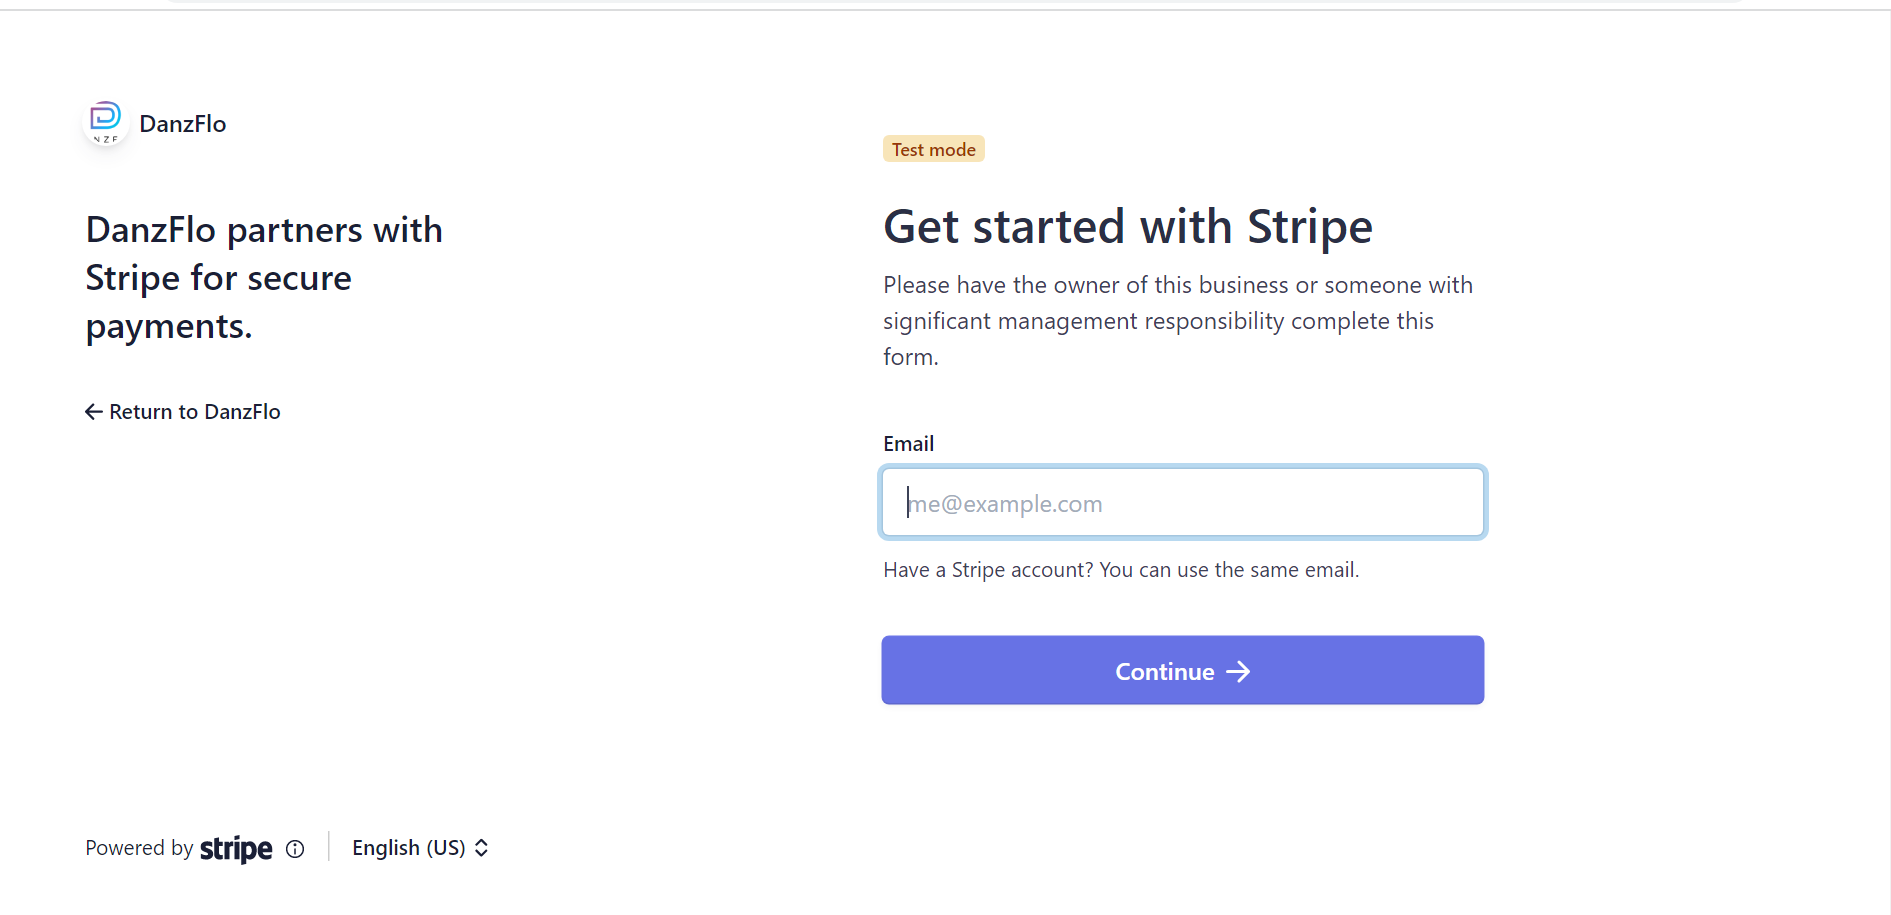 NZF
DanzFlo
DanzFlo partners with
Stripe for secure
payments.
Return to DanzFlo
Test mode
Get started with Stripe
Please have the owner of this business or someone with
significant management responsibility complete this
form.
Email
me@example.com
Have a Stripe account? You can use the same email.
Continue
Powered by stripe
English (US)